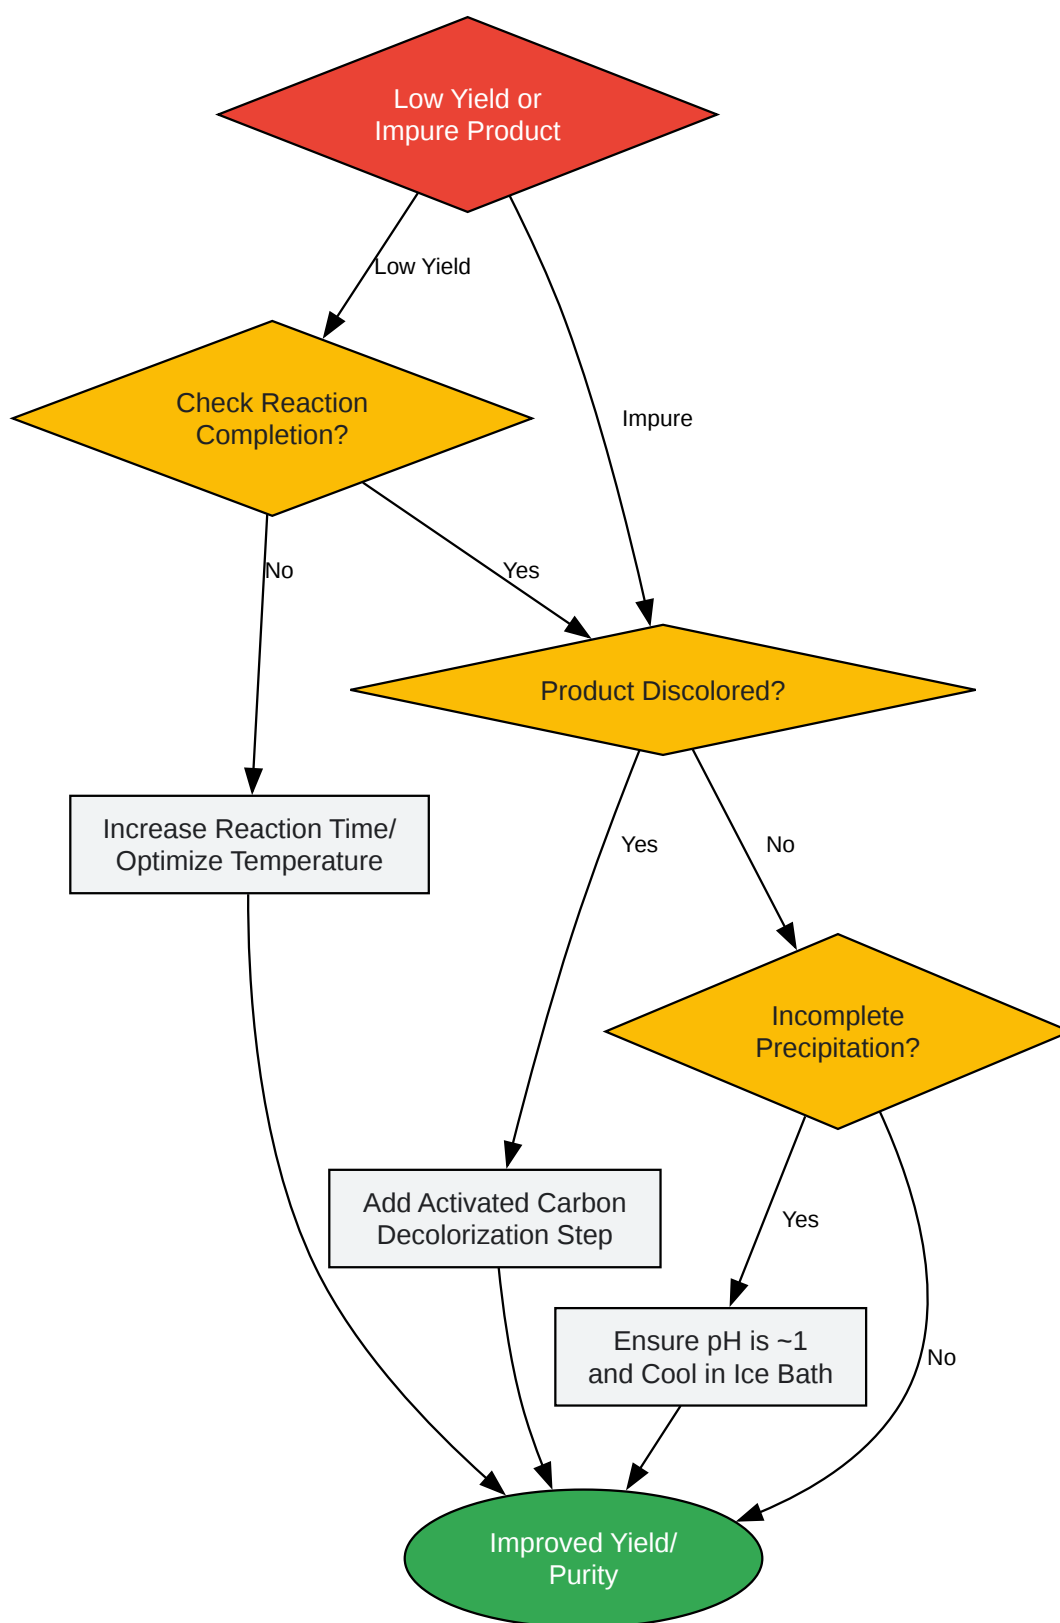 Low Yield or
Impure Product
Low Yield
Check Reaction
Completion?
Impure
No
Yes
Product Discolored?
Increase Reaction Time/
Optimize Temperature
Yes
No
Incomplete
Precipitation?
Add Activated Carbon
Decolorization Step
Yes
Ensure pH is ~1
and Cool in Ice Bath
No
Improved Yield/
Purity